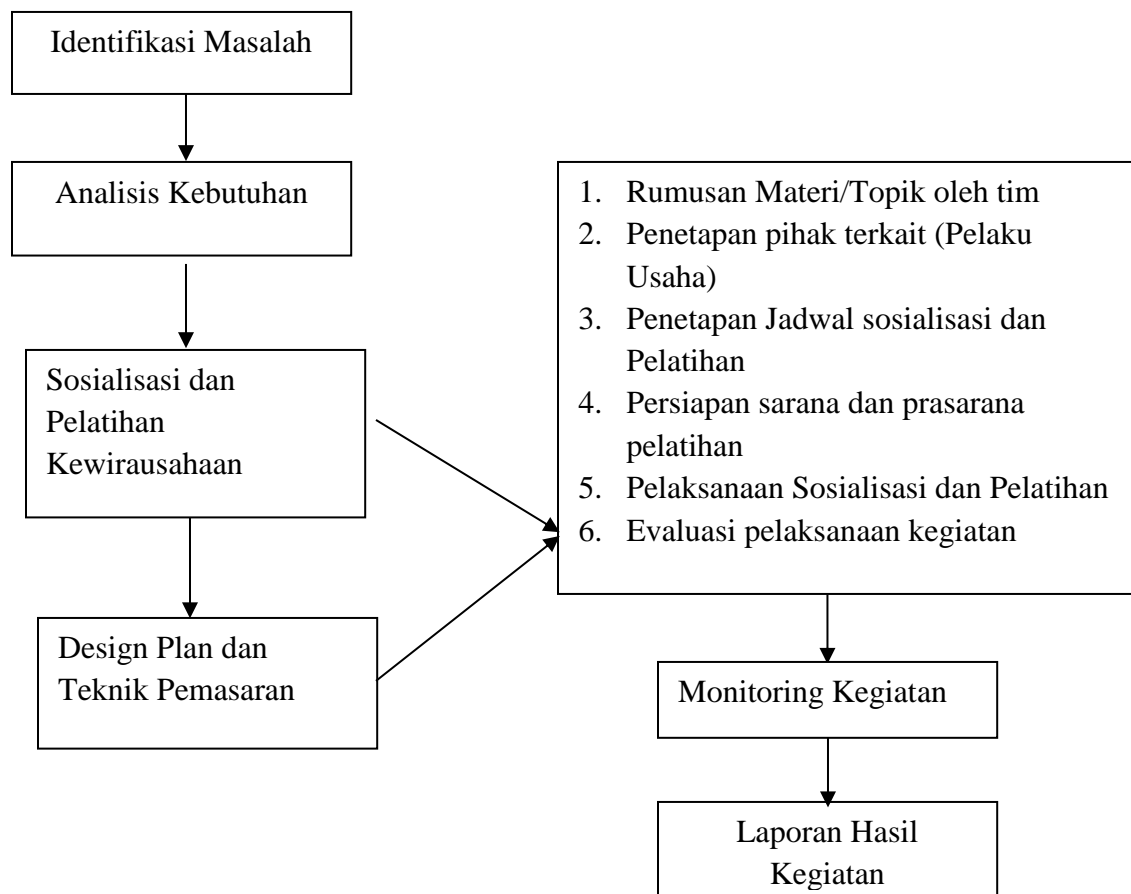 Identifikasi Masalah
Analisis Kebutuhan
Sosialisasi dan
Pelatihan
Kewirausahaan
Design Plan dan
Teknik Pemasaran
1. Rumusan Materi/Topik oleh tim
2. Penetapan pihak terkait (Pelaku
Usaha)
3. Penetapan Jadwal sosialisasi dan
Pelatihan
4. Persiapan sarana dan prasarana
pelatihan
5. Pelaksanaan Sosialisasi dan Pelatihan
6. Evaluasi pelaksanaan kegiatan
Monitoring Kegiatan
Laporan Hasil
Kegiatan